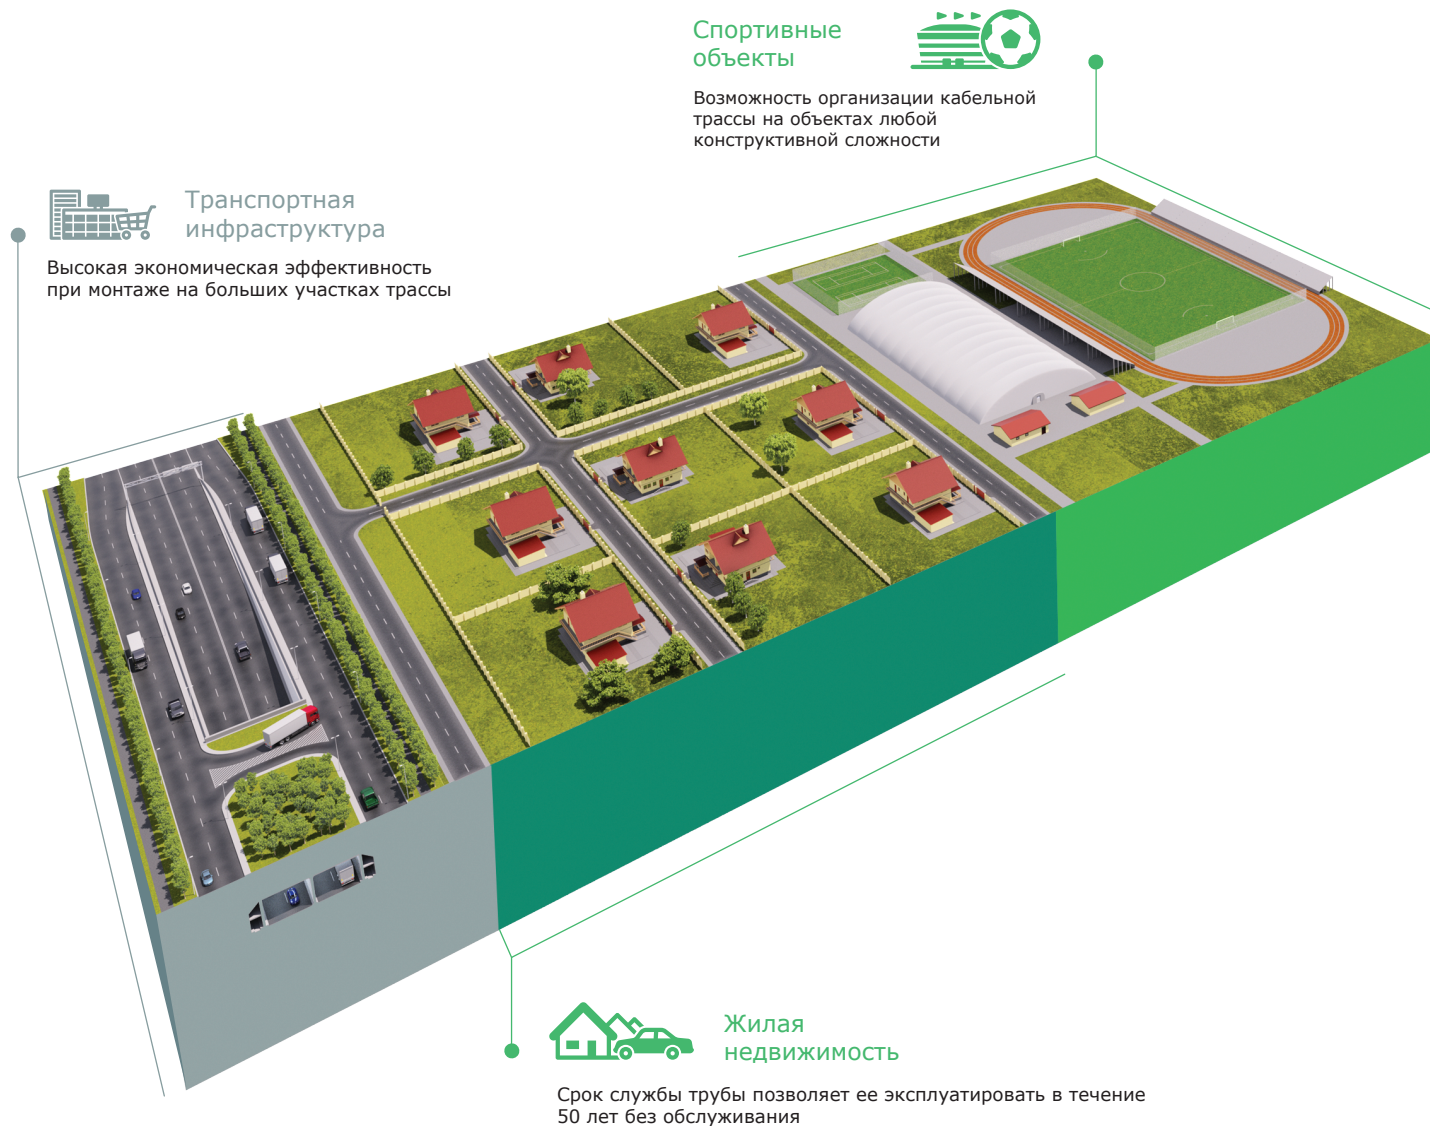 Спортивные
объекты
Возможность организации кабельной
трассы на объектах любой
конструктивной сложности
Транспортная
инфраструктура
Высокая экономическая эффективность
при монтаже на больших участках трассы
Жилая
недвижимость
Срок службы трубы позволяет ее эксплуатировать в течение
50 лет без обслуживания